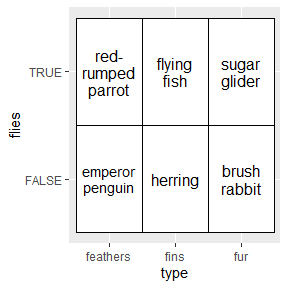 red-
rumped
parrot
flying
fish
sugar
glider
TRUE
flies
emperor
penguin
herring
brush
rabbit
FALSE
feathers
fins
fur
type